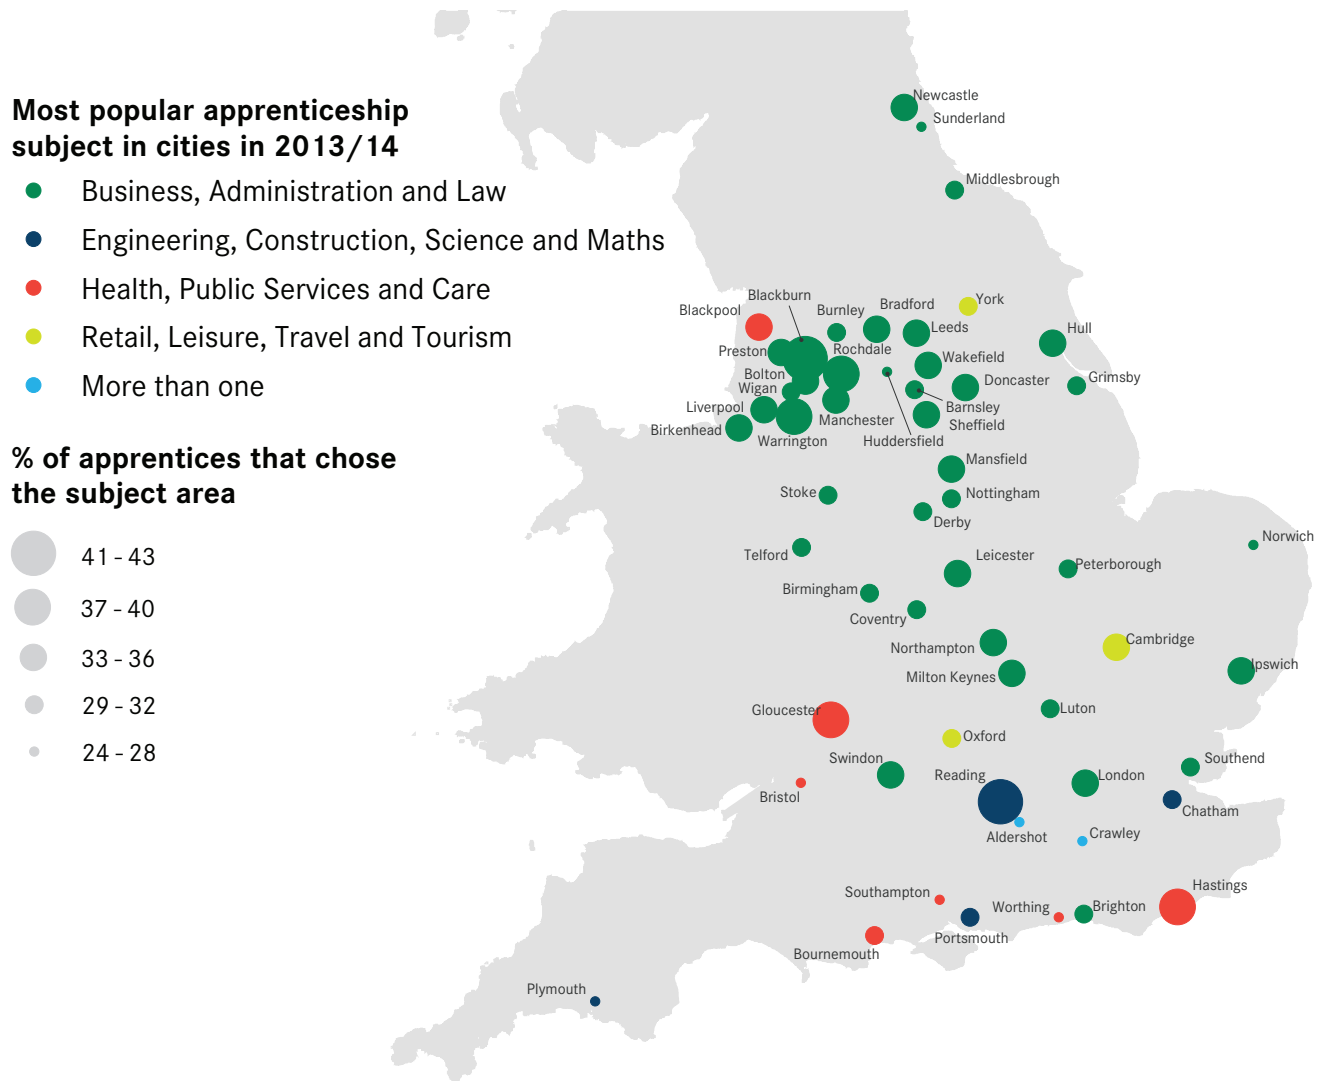 Most popular apprenticeship
subject in cities in 2013/14
Business, Administration and Law
Engineering, Construction, Science and Maths
Health, Public Services and Care
Retail, Leisure, Travel and Tourism
More than one
% of apprentices that chose
the subject area
41 - 43
37 - 40
33 - 36
29 - 32
24 - 28
Newcastle
Sunderland
Middlesbrough
Blackburn
York
Blackpool
Burnley
Bradford
Leeds
Hull
Preston
Rochdale
Wakefield
Bolton
Doncaster
Grimsby
Wigan
Liverpool
Barnsley
Manchester
Sheffield
Birkenhead
Warrington
Huddersfield
Mansfield
Stoke
Nottingham
Derby
Norwich
Telford
Leicester
Peterborough
Birmingham
Coventry
Cambridge
Northampton
Ipswich
Milton Keynes
Gloucester
Luton
Oxford
Swindon
Southend
Reading
London
Bristol
Chatham
Aldershot
Crawley
Hastings
Southampton
Worthing
Brighton
Portsmouth
Bournemouth
Plymouth